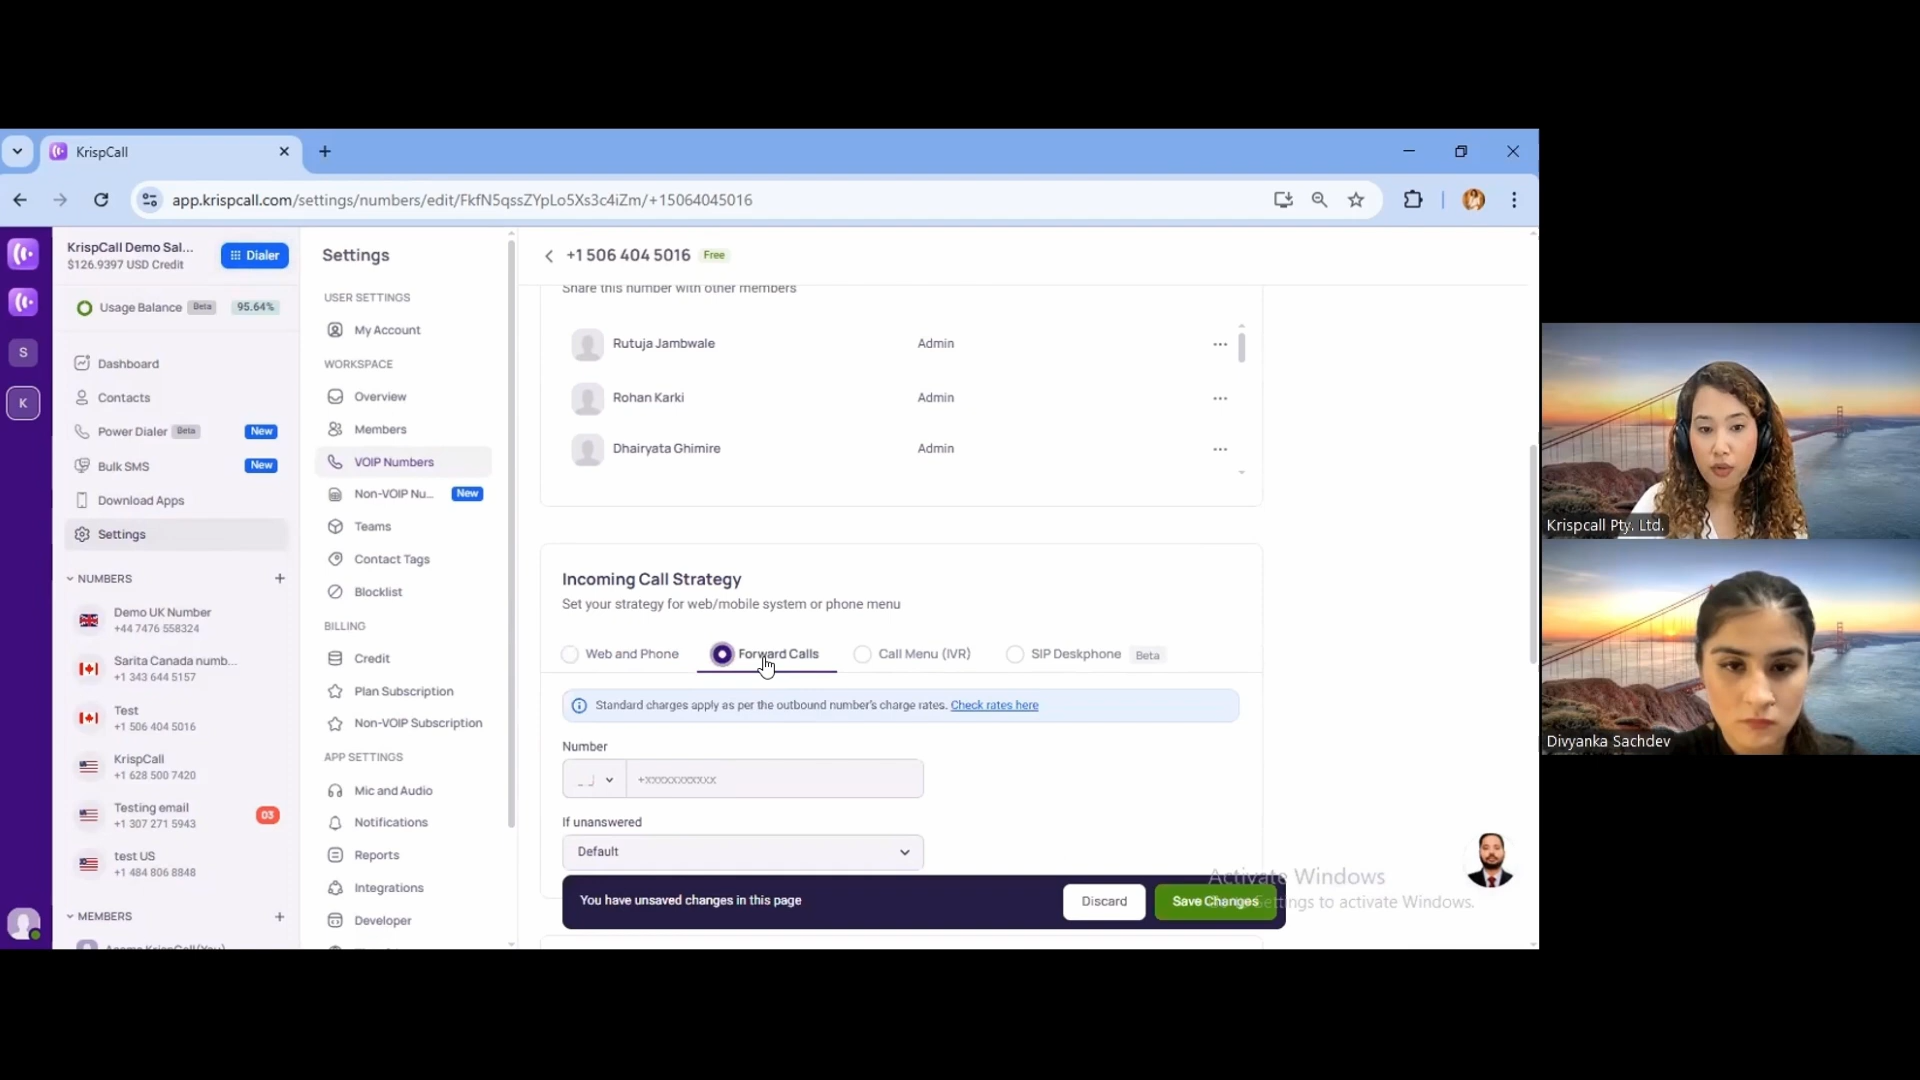 KrispCall
app.krispcall.com/settings/numbers/edit/FkfN5qssZYpLo5Xs3c4iZm/+15064045016
KrispCall Demo Sal...
$126.9397 USD Credit
Dialer
Usage Balance Beta 95.64%
Dashboard
Contacts
Power Dialer Beta New
Bulk SMS New
Download Apps
Settings
S
K
NUMBERS
Demo UK Number
+44 7476 558324
Sarita Canada numb...
+1 343 644 5157
Test
+1 506 404 5016
KrispCall
+1 628 500 7420
Testing email
+1 307 271 5943
03
test US
+1 484 806 8848
MEMBERS
Settings
USER SETTINGS
My Account
WORKSPACE
Overview
Members
VOIP Numbers
Non-VOIP Nu... New
Teams
Contact Tags
Blocklist
BILLING
Credit
Plan Subscription
Non-VOIP Subscription
APP SETTINGS
Mic and Audio
Notifications
Reports
Integrations
Developer
+1 506 404 5016 Free
Share this number with other members
Rutuja Jambwale Admin
Rohan Karki Admin
Dhairyata Ghimire Admin
Incoming Call Strategy
Set your strategy for web/mobile system or phone menu
Web and Phone Forward Calls Call Menu (IVR) SIP Deskphone Beta
Standard charges apply as per the outbound number's charge rates. Check rates here
Number
+xxxxxxxxxxx
If unanswered
Default
You have unsaved changes in this page
Discard
Save Changes
Activate Windows
ttings to activate Windows.
Krispcall Pty. Ltd.
Divyanka Sachdev